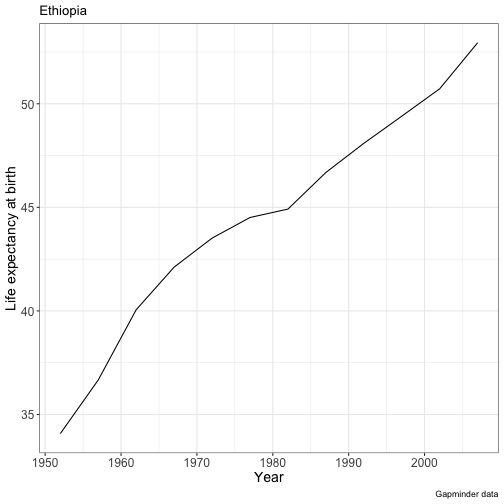 Ethiopia
Life expectancy at birth
50
45
40
35
1950 1960 1970 1980 1990 2000
Year
Gapminder data